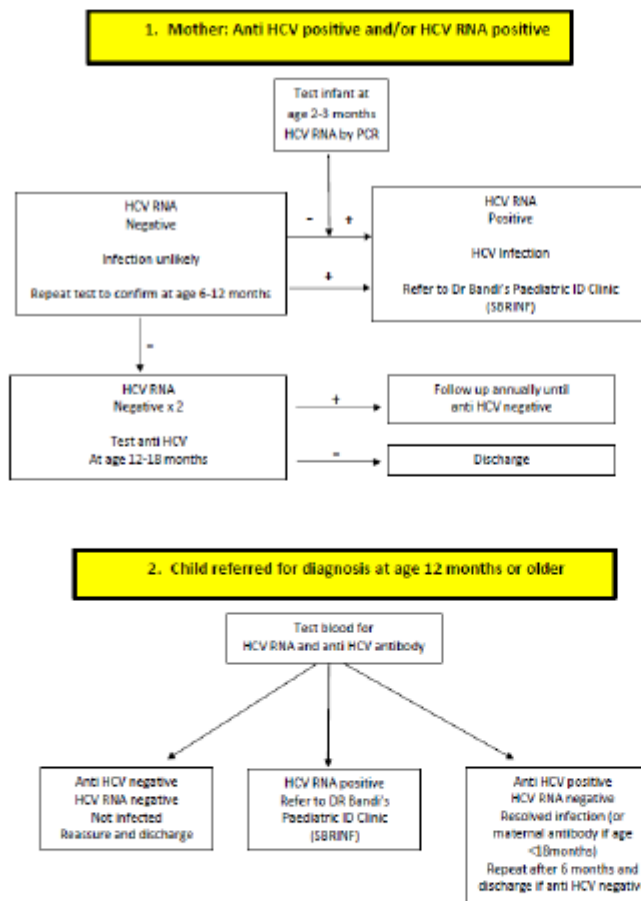 1. Mother: Anti HCV positive and/or HCV RNA positive
Test infant at
age 2-3 months
HCV RNA by PCR
HCV RNA
Negative
Infection unlikely
Repeat test to confirm at age 6-12 months
-
+
+
HCV RNA
Positive
HCV Infection
Refer to Dr Bandi's Paediatric ID Clinic
(SBRINF)
-
HCV RNA
Negative x 2
Test anti HCV
At age 12-18 months
+
-
Follow up annually until
anti HCV negative
Discharge
2. Child referred for diagnosis at age 12 months or older
Test blood for
HCV RNA and anti HCV antibody
Anti HCV negative
HCV RNA negative
Not infected
Reassure and discharge
HCV RNA positive
Refer to DR Bandi's
Paediatric ID Clinic
(SBRINF)
Anti HCV positive
HCV RNA negative
Resolved infection (or
maternal antibody if age
<18months)
Repeat after 6 months and
discharge if anti HCV negative